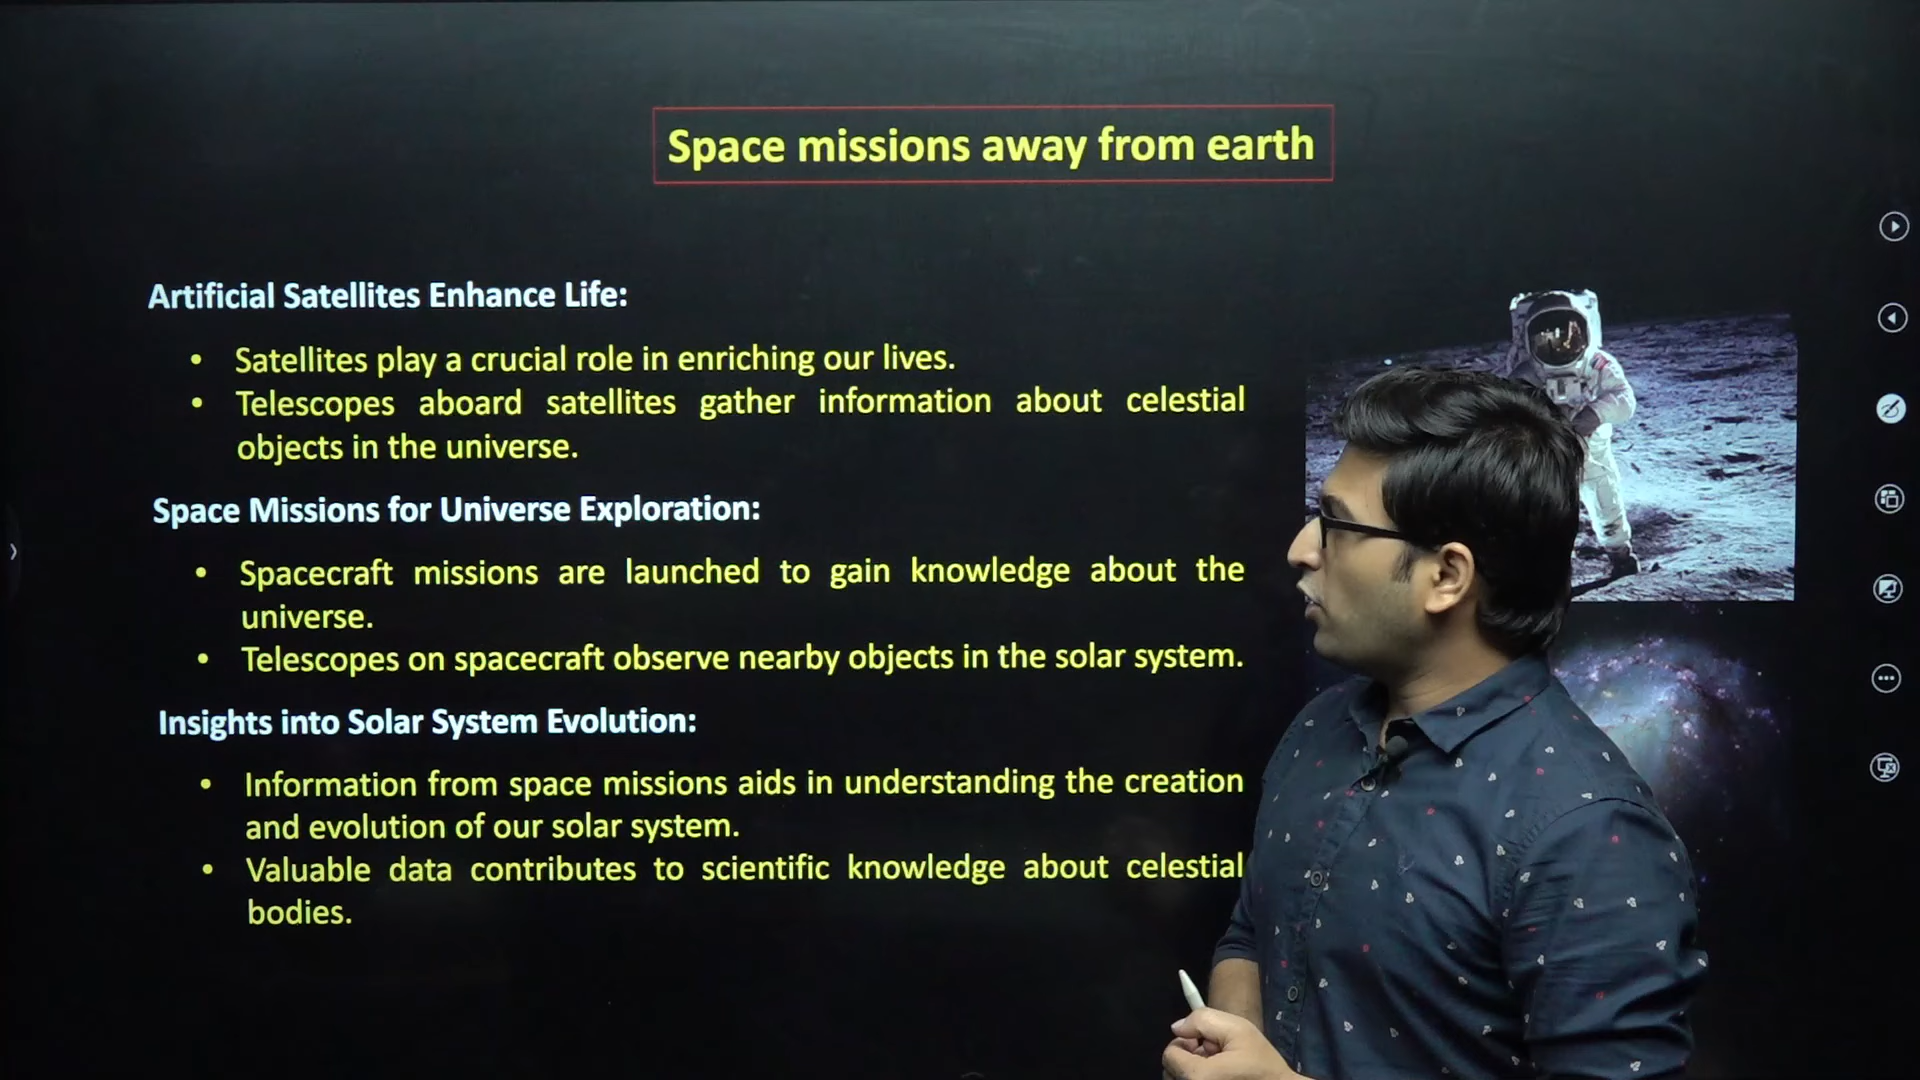 Space missions away from earth
Artificial Satellites Enhance Life:
• Satellites play a crucial role in enriching our lives.
• Telescopes aboard satellites gather information about celestial
objects in the universe.
Space Missions for Universe Exploration:
• Spacecraft missions are launched to gain knowledge about the
universe.
• Telescopes on spacecraft observe nearby objects in the solar system.
Insights into Solar System Evolution:
• Information from space missions aids in understanding the creation
and evolution of our solar system.
• Valuable data contributes to scientific knowledge about celestial
bodies.